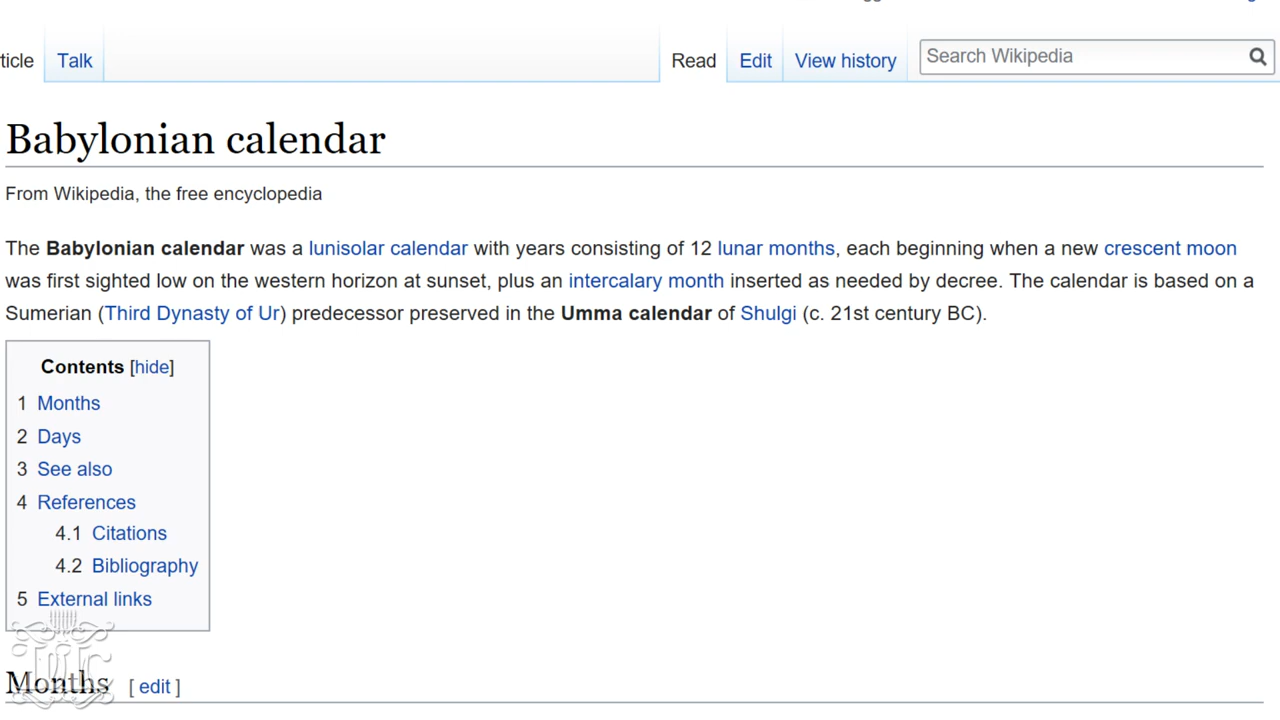 ticle Talk Read Edit View history Search Wikipedia
Babylonian calendar
From Wikipedia, the free encyclopedia
The Babylonian calendar was a lunisolar calendar with years consisting of 12 lunar months, each beginning when a new crescent moon
was first sighted low on the western horizon at sunset, plus an intercalary month inserted as needed by decree. The calendar is based on a
Sumerian (Third Dynasty of Ur) predecessor preserved in the Umma calendar of Shulgi (c. 21st century BC).
Contents [hide]
1 Months
2 Days
3 See also
4 References
4.1 Citations
4.2 Bibliography
5 External links
Months [ edit ]